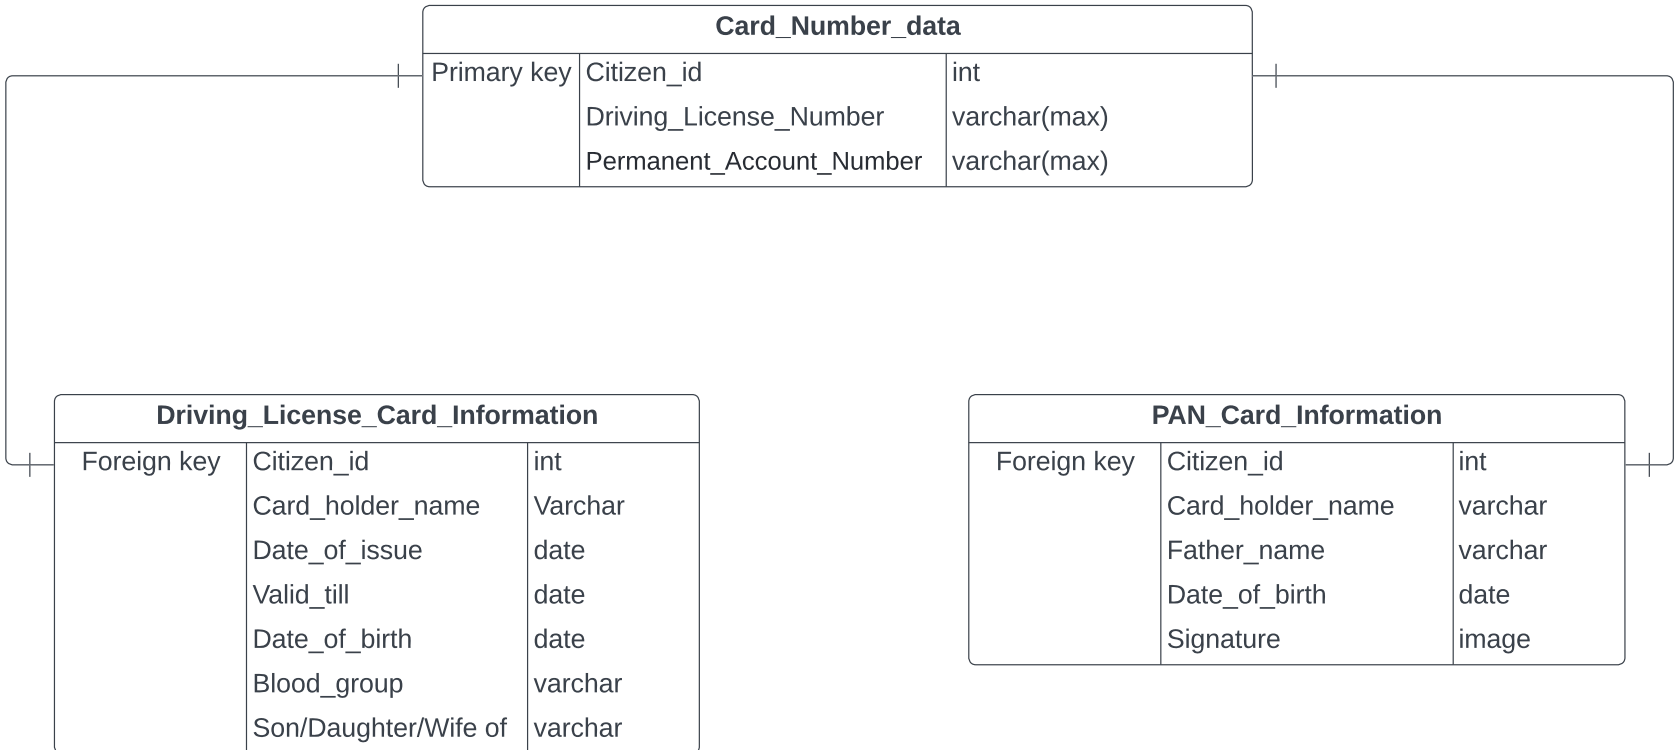 Card_Number_data
Primary key Citizen_id int
Driving_License_Number varchar(max)
Permanent_Account_Number varchar(max)
Driving_License_Card_Information
Foreign key Citizen_id int
Card_holder_name Varchar
Date_of_issue date
Valid_till date
Date_of_birth date
Blood_group varchar
Son/Daughter/Wife of varchar
PAN_Card_Information
Foreign key Citizen_id int
Card_holder_name varchar
Father_name varchar
Date_of_birth date
Signature image